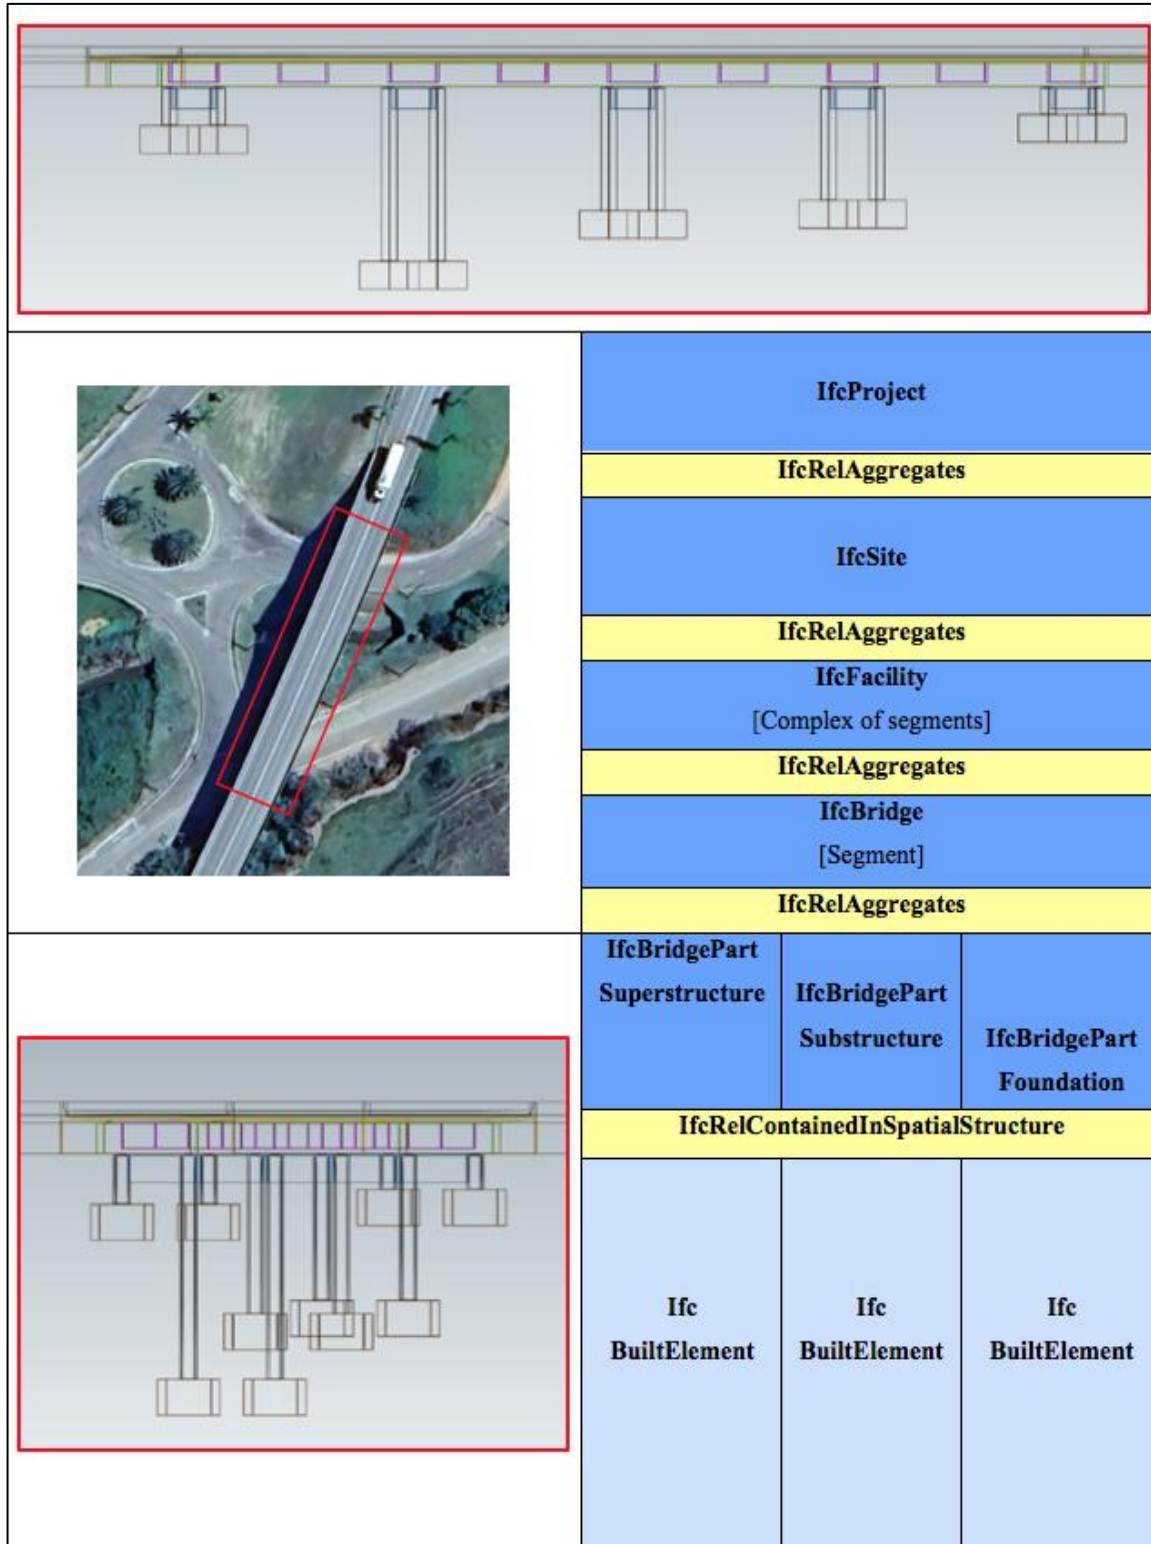 IfcProject
IfcRelAggregates
IfcSite
IfcRelAggregates
IfcFacility
[Complex of segments]
IfcRelAggregates
IfcBridge
[Segment]
IfcRelAggregates
IfcBridgePart
Superstructure
IfcBridgePart
Substructure
IfcBridgePart
Foundation
IfcRelContainedInSpatialStructure
Ifc
BuiltElement
Ifc
BuiltElement
Ifc
BuiltElement